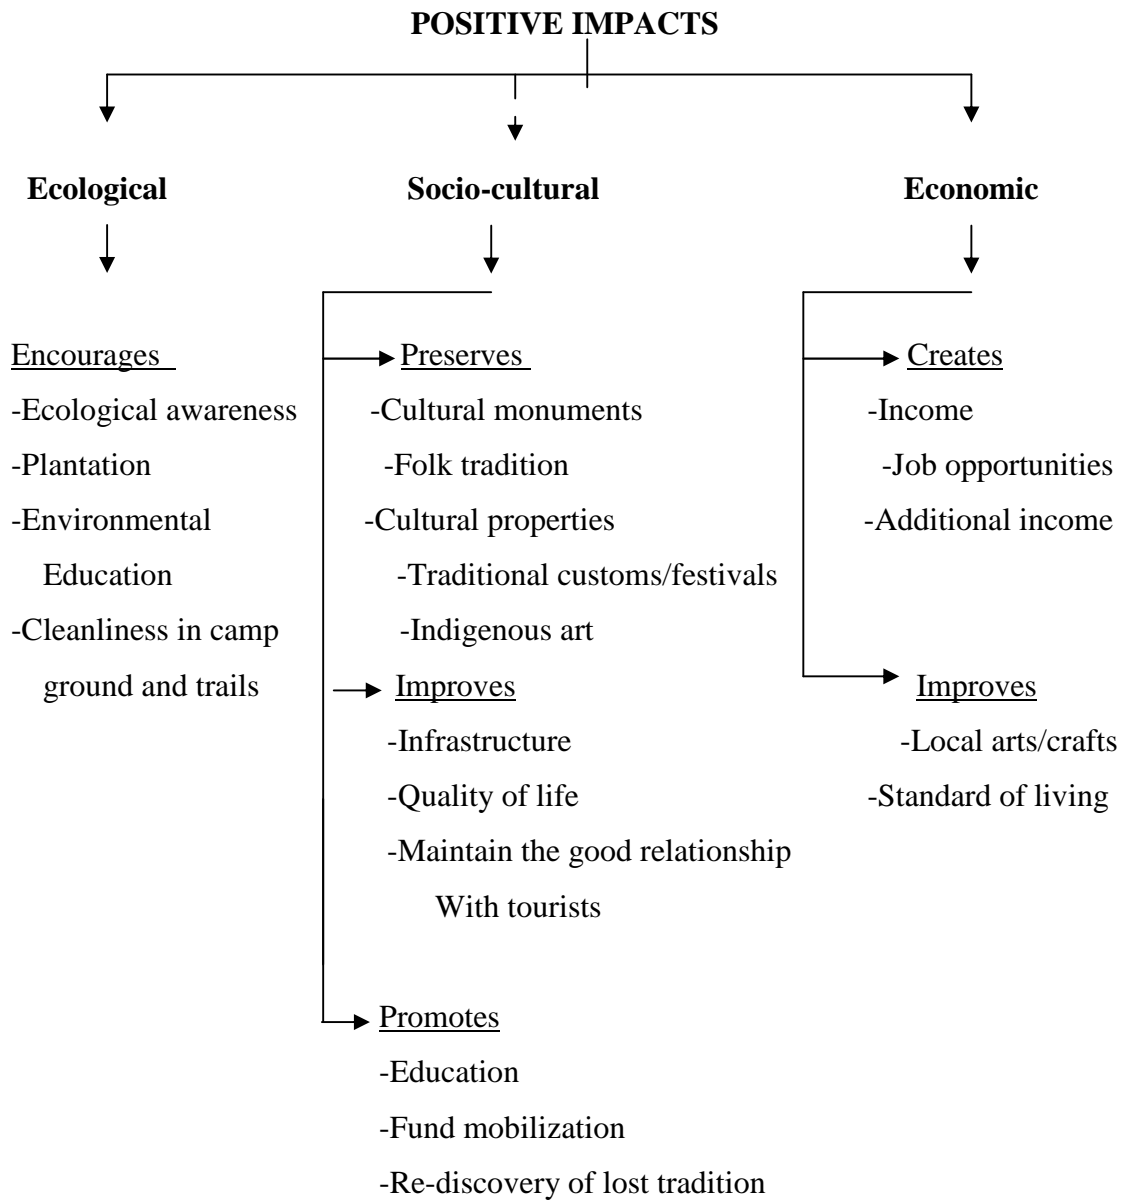 POSITIVE IMPACTS
Ecological
Encourages
-Ecological awareness
-Plantation
-Environmental
Education
-Cleanliness in camp
ground and trails
Socio-cultural
Preserves
-Cultural monuments
-Folk tradition
-Cultural properties
-Traditional customs/festivals
-Indigenous art
Improves
-Infrastructure
-Quality of life
-Maintain the good relationship
With tourists
Promotes
-Education
-Fund mobilization
-Re-discovery of lost tradition
Economic
Creates
-Income
-Job opportunities
-Additional income
Improves
-Local arts/crafts
-Standard of living